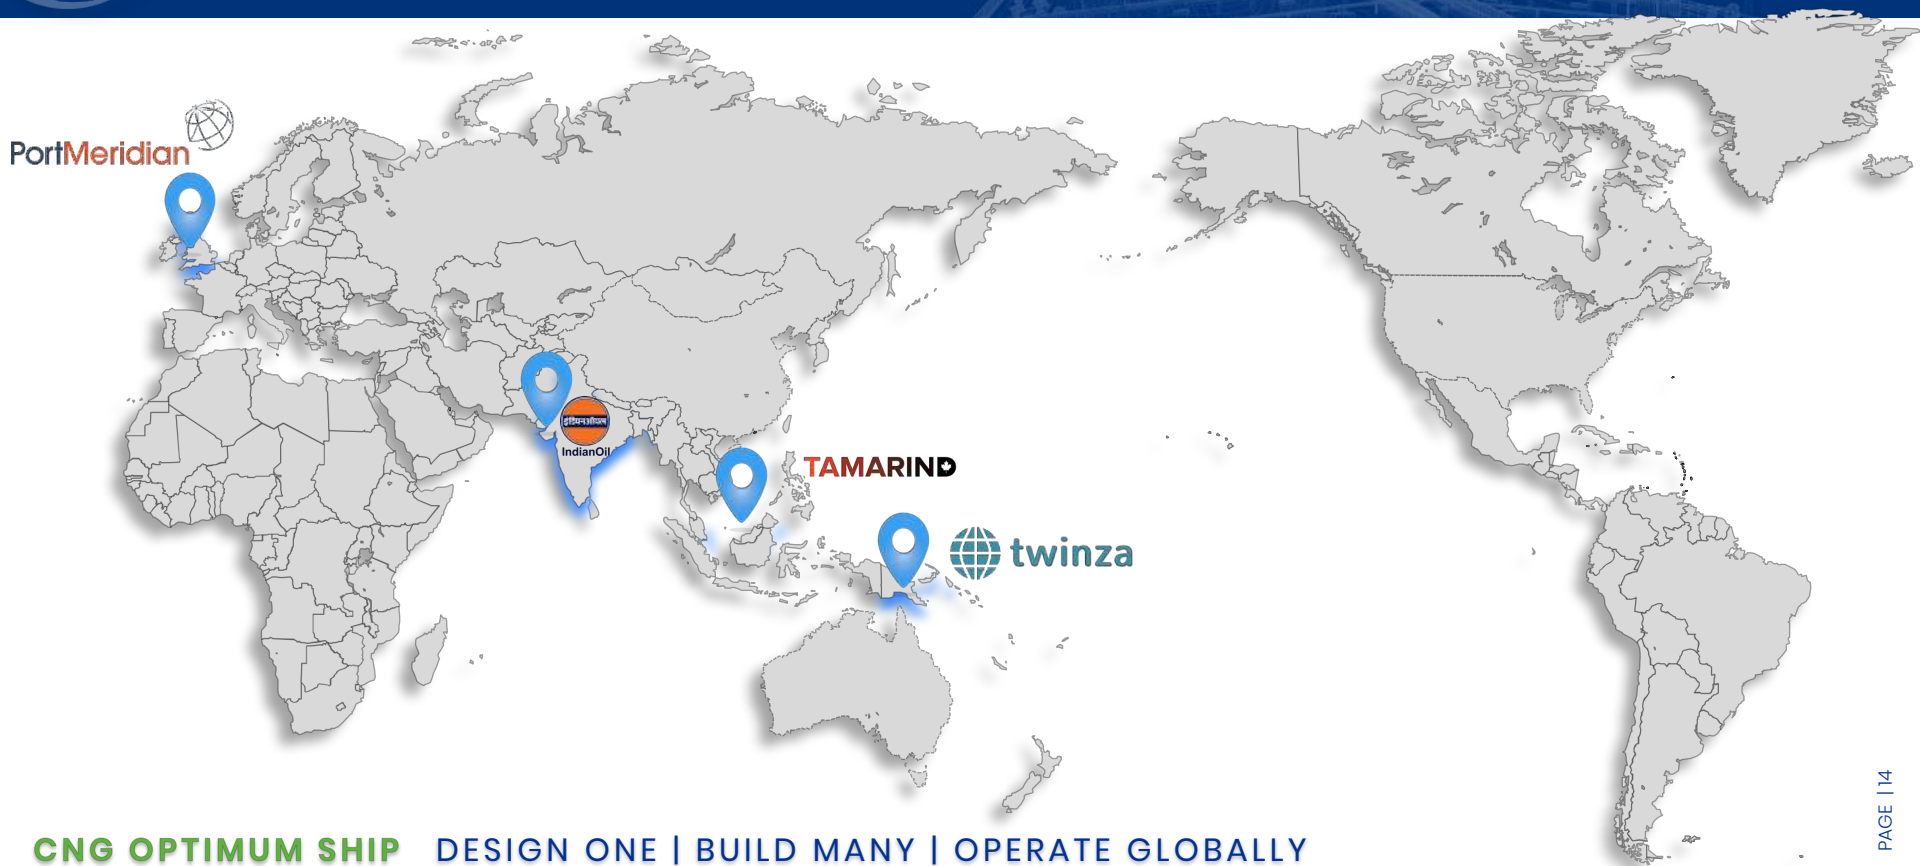 PortMeridian
इंडियनऑयल
IndianOil
TAMARIND
twinza
CNG OPTIMUM SHIP DESIGN ONE | BUILD MANY | OPERATE GLOBALLY
PAGE | 14